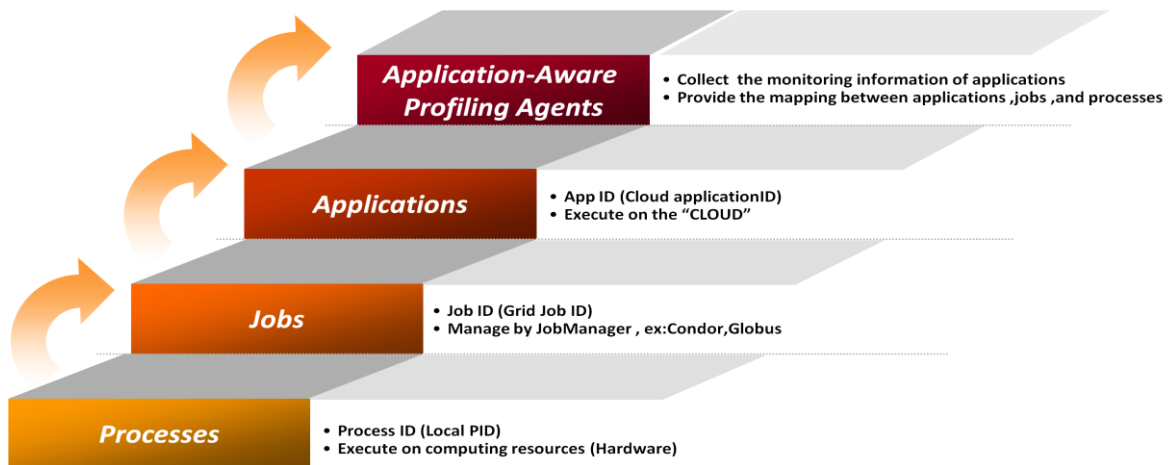 Application-Aware
Profiling Agents
• Collect the monitoring information of applications
• Provide the mapping between applications ,jobs ,and processes
Applications
• App ID (Cloud applicationID)
• Execute on the “CLOUD”
Jobs
• Job ID (Grid Job ID)
• Manage by JobManager , ex:Condor,Globus
Processes
• Process ID (Local PID)
• Execute on computing resources (Hardware)